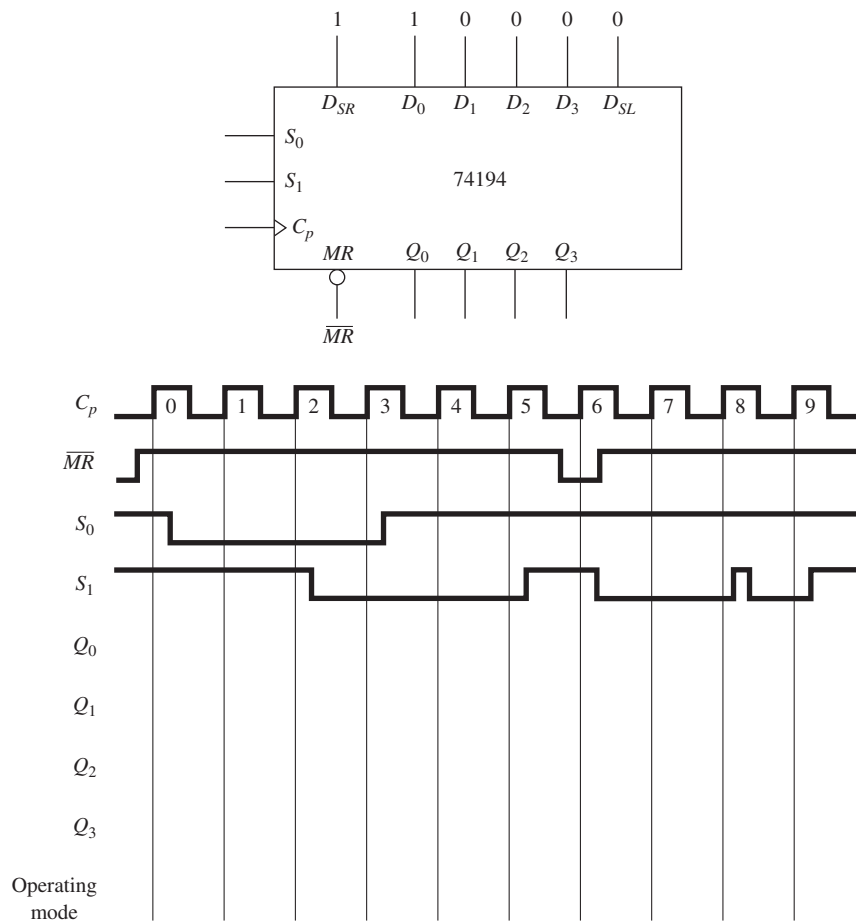 1 1 0 0 0 0
D_SR D_0 D_1 D_2 D_3 D_SL
S_0
S_1
74194
C_p
MR Q_0 Q_1 Q_2 Q_3
M̅R̅
C_p 0 1 2 3 4 5 6 7 8 9
M̅R̅
S_0
S_1
Q_0
Q_1
Q_2
Q_3
Operating
mode